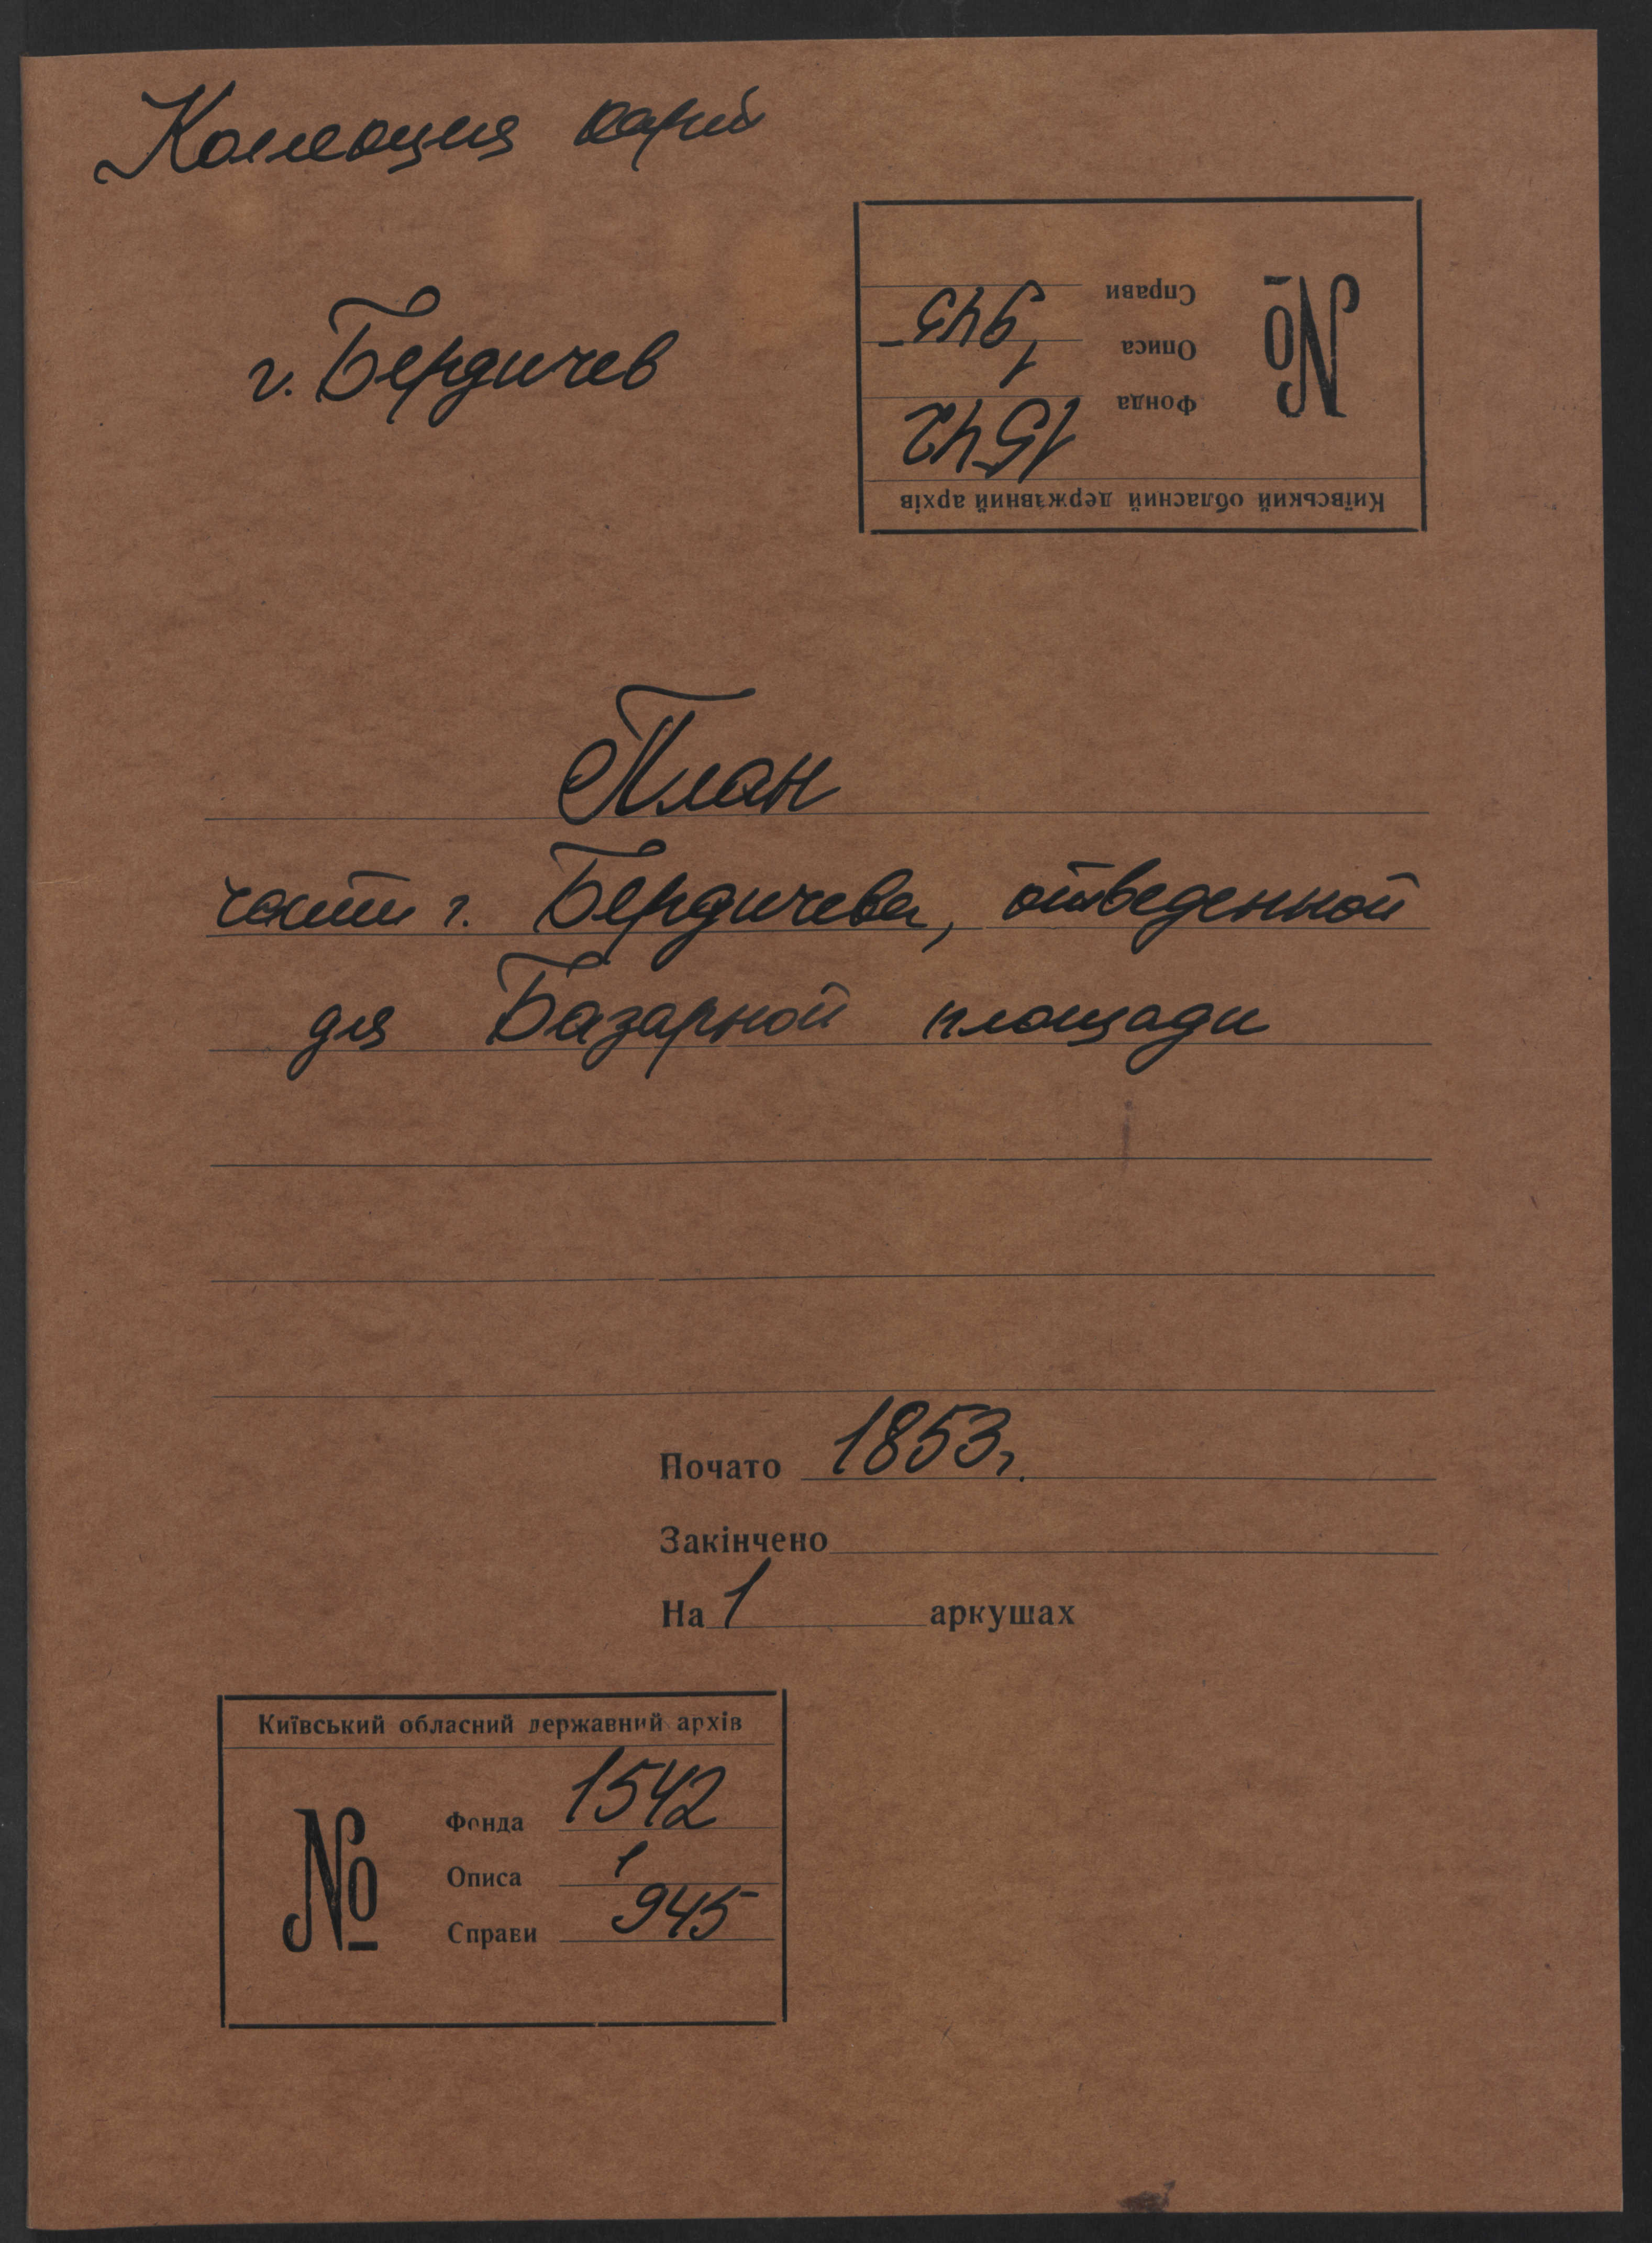 Коллекция карт
г. Бердичев
Київський обласний державний архів
№
Фонда 1542
Описа 1
Справи 945
План
части г. Бердичева, отведенной
для Базарной площади
Почато 1853г.
Закінчено
На 1 аркушах
Київський обласний державний архів
№
Фонда 1542
Описа 1
Справи 945